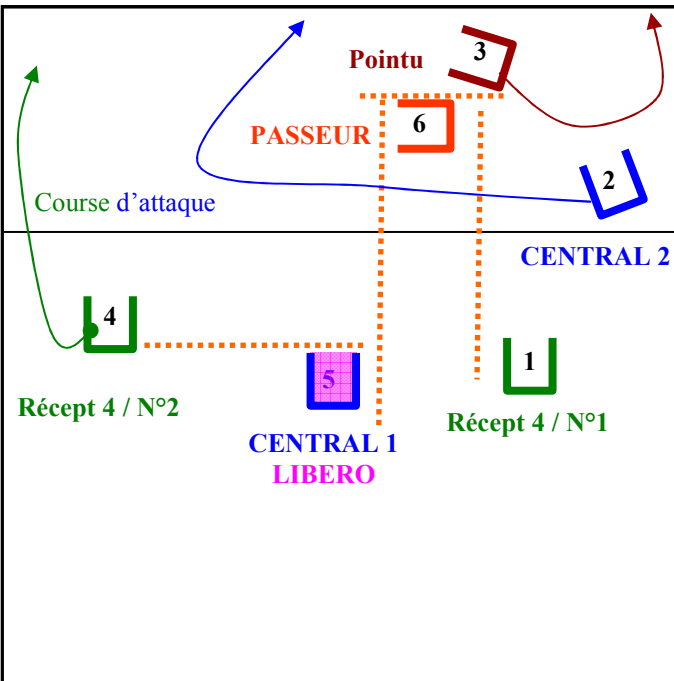 Pointu
3
6
PASSEUR
2
Course d'attaque
CENTRAL 2
4
5
1
Récept 4 / N°2
Récept 4 / N°1
CENTRAL 1
LIBERO